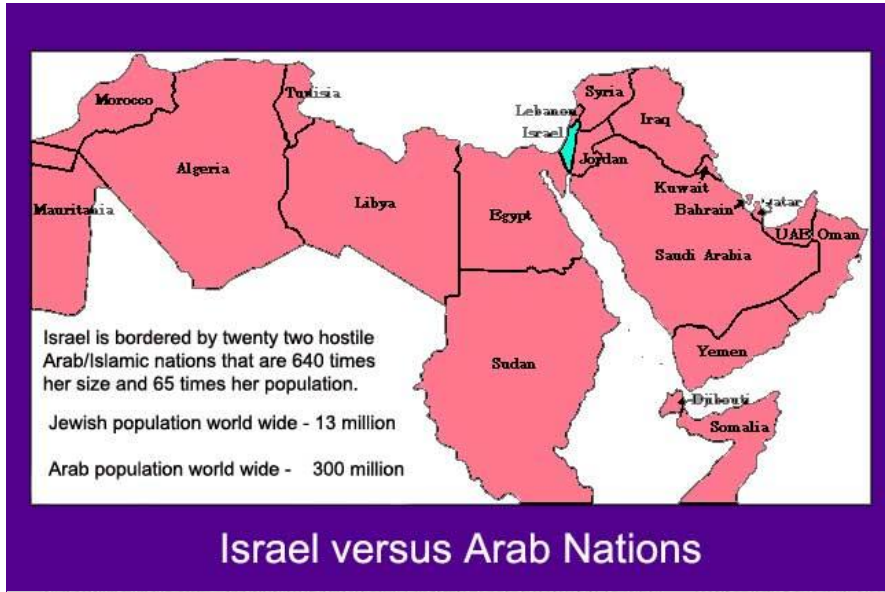 Morocco
Tunisia
Algeria
Libya
Egypt
Mauritania
Lebanon
Syria
Israel
Iraq
Jordan
Kuwait
Bahrain
Qatar
UAE
Oman
Saudi Arabia
Sudan
Yemen
Djibouti
Somalia
Israel is bordered by twenty two hostile
Arab/Islamic nations that are 640 times
her size and 65 times her population.
Jewish population world wide - 13 million
Arab population world wide - 300 million
Israel versus Arab Nations